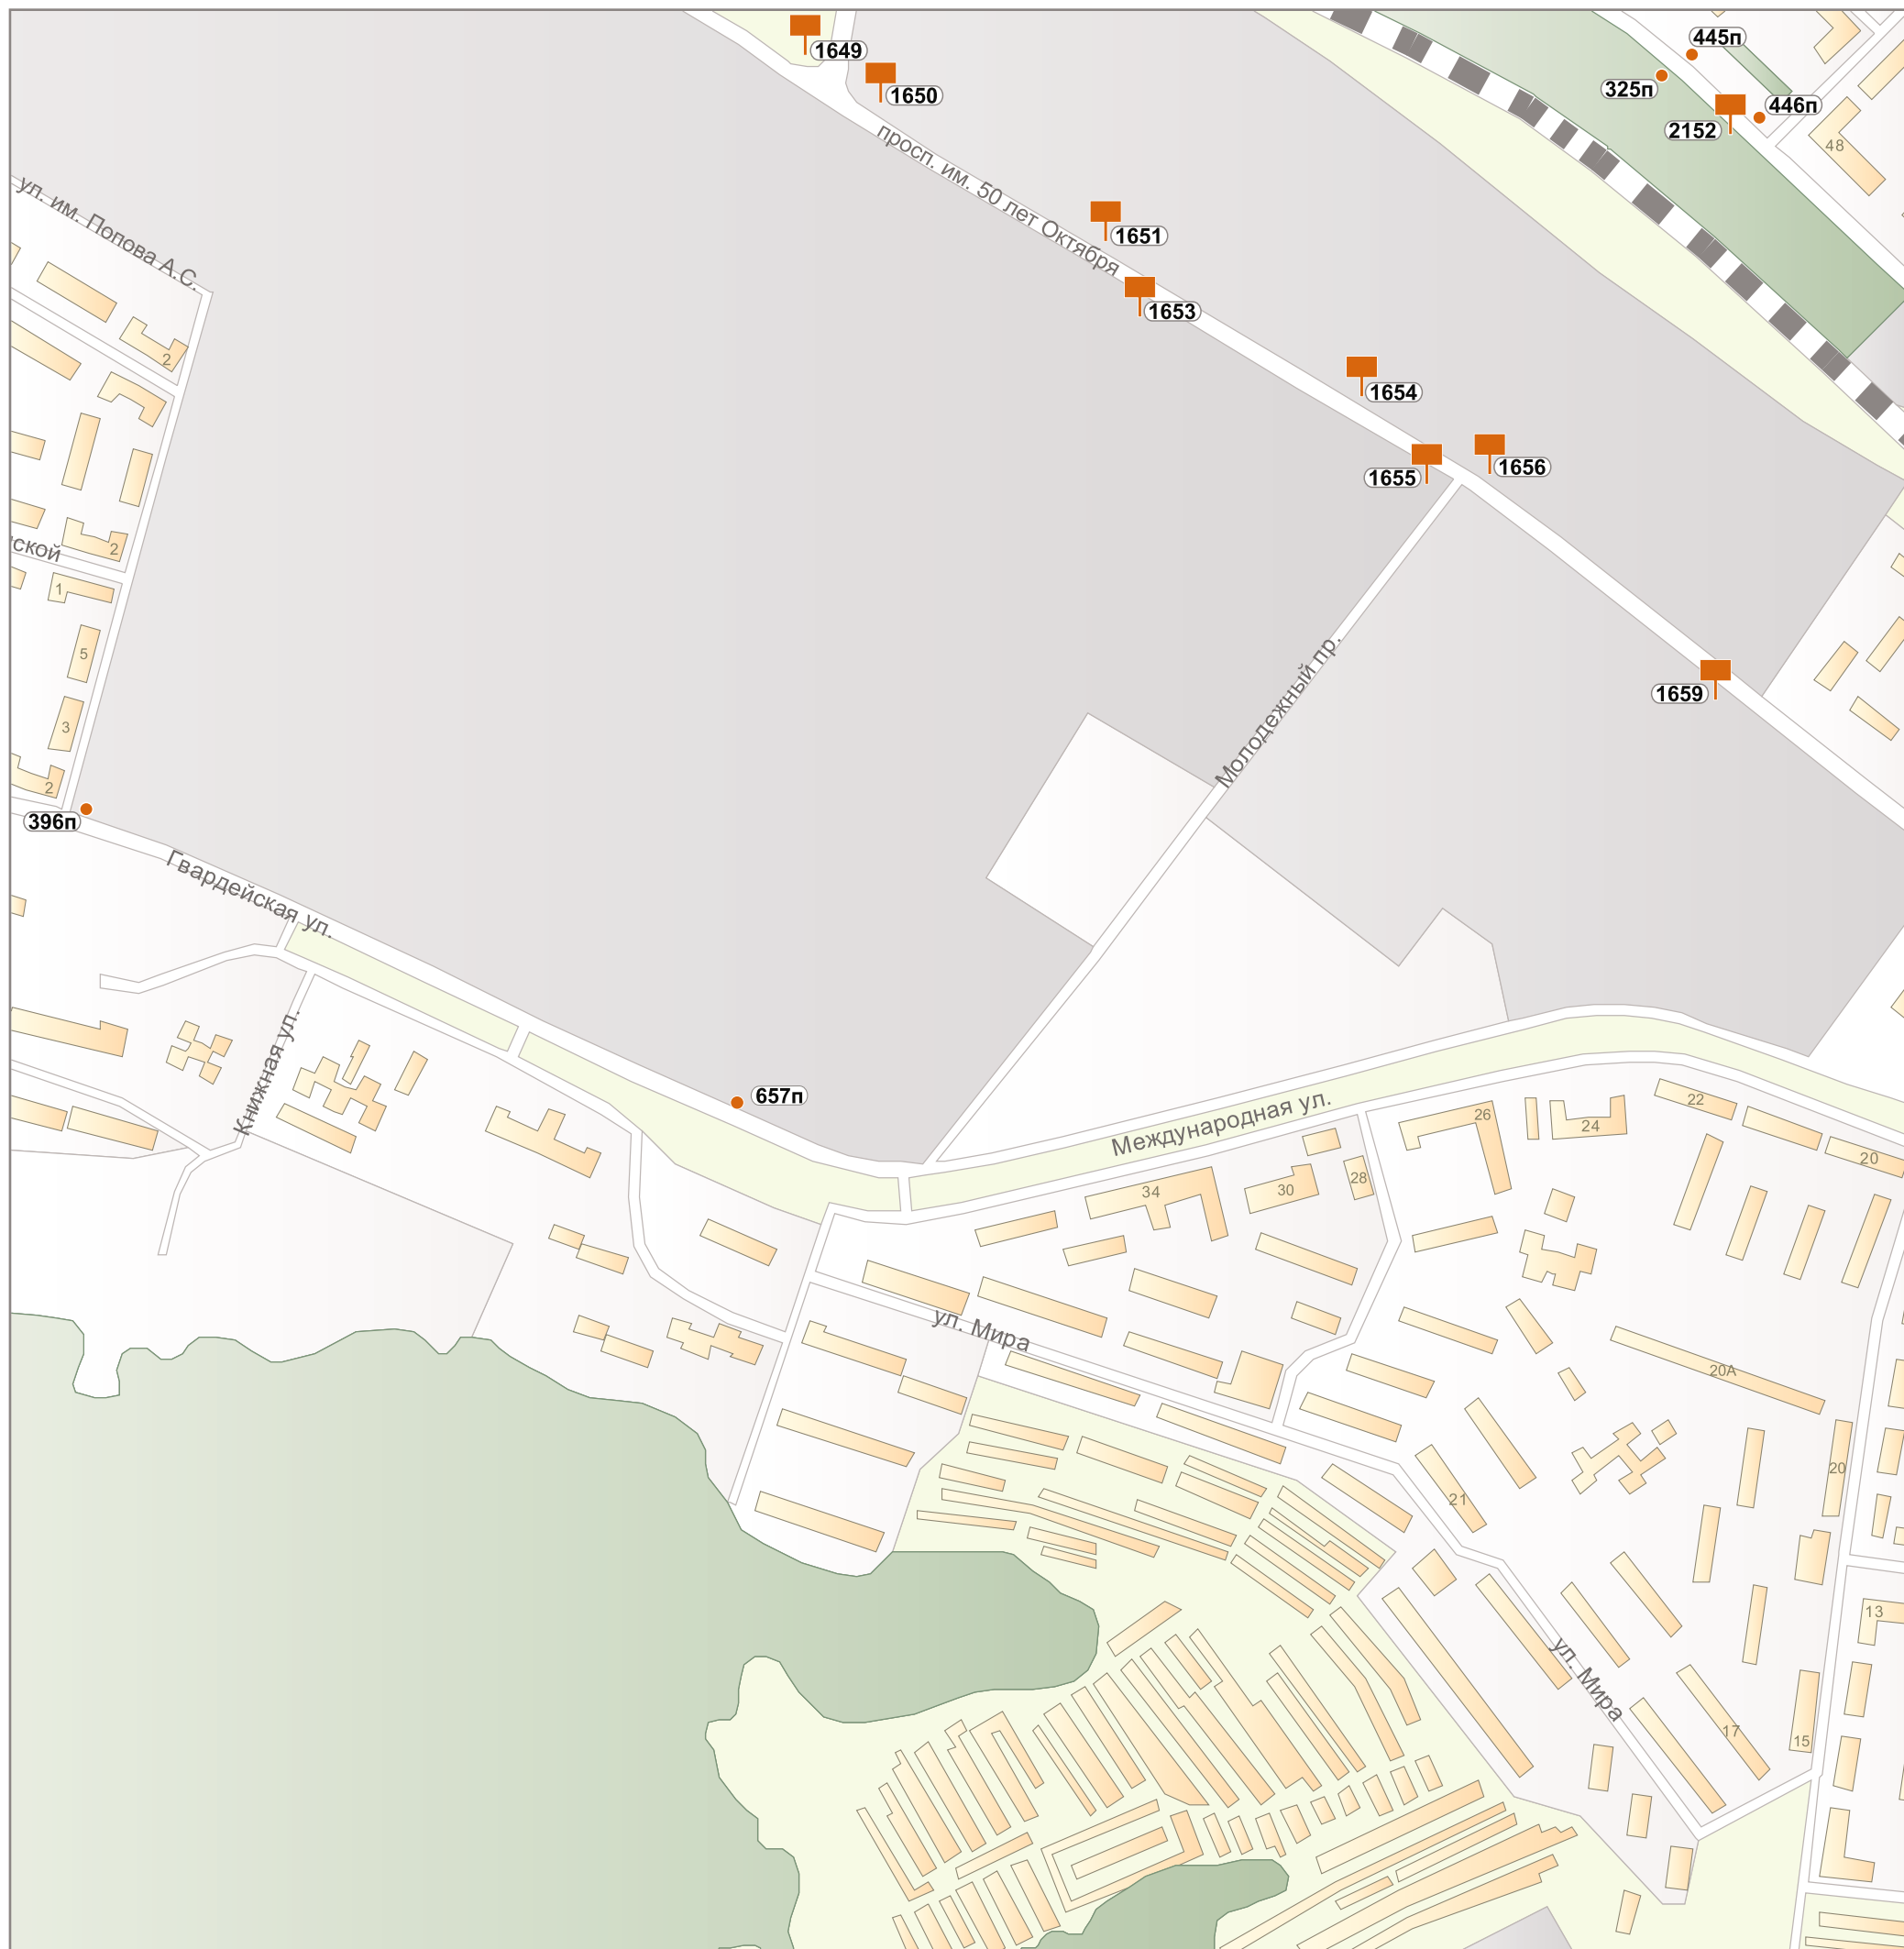 1649
445п
1650
325п
446п
2152
48
просп. им. 50 лет Октября
ул. им. Попова А.С.
1651
1653
2
1654
1656
1655
2
ской
1
5
Молодежный пр.
1659
3
2
396п
Гвардейская ул.
Книжная ул.
657п
22
26
Международная ул.
24
20
28
34
30
ул. Мира
20А
20
21
13
ул. Мира
17
15